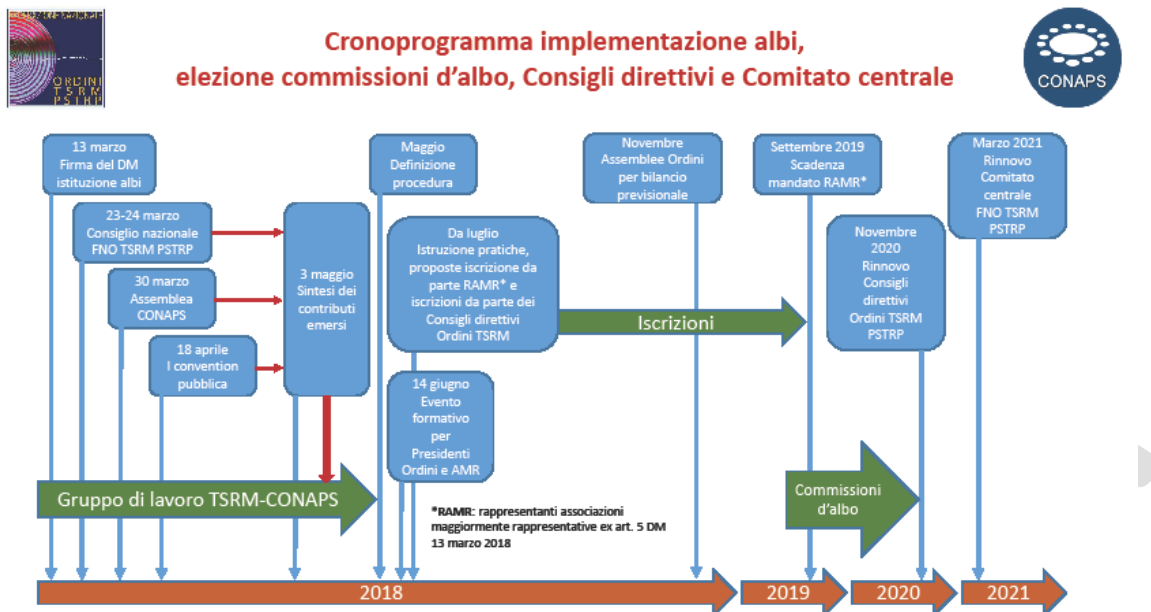 ORDINI
TSRM
PSTRP
Cronoprogramma implementazione albi,
elezione commissioni d'albo, Consigli direttivi e Comitato centrale
CONAPS
13 marzo
Firma del DM
istituzione albi
23-24 marzo
Consiglio nazionale
FNO TSRM PSTRP
30 marzo
Assemblea
CONAPS
18 aprile
I convention
pubblica
3 maggio
Sintesi dei
contributi
emersi
Maggio
Definizione
procedura
Da luglio
Istruzione pratiche,
proposte iscrizione da
parte RAMR* e
iscrizioni da parte dei
Consigli direttivi
Ordini TSRM
14 giugno
Evento
formativo
per
Presidenti
Ordini e AMR
Novembre
Assemblee Ordini
per bilancio
previsionale
Settembre 2019
Scadenza
mandato RAMR*
Novembre
2020
Rinnovo
Consigli
direttivi
Ordini TSRM
PSTRP
Marzo 2021
Rinnovo
Comitato
centrale
FNO TSRM
PSTRP
Iscrizioni
Gruppo di lavoro TSRM-CONAPS
Commissioni
d'albo
*RAMR: rappresentanti associazioni
maggiormente rappresentative ex art. 5 DM
13 marzo 2018
2018
2019
2020
2021